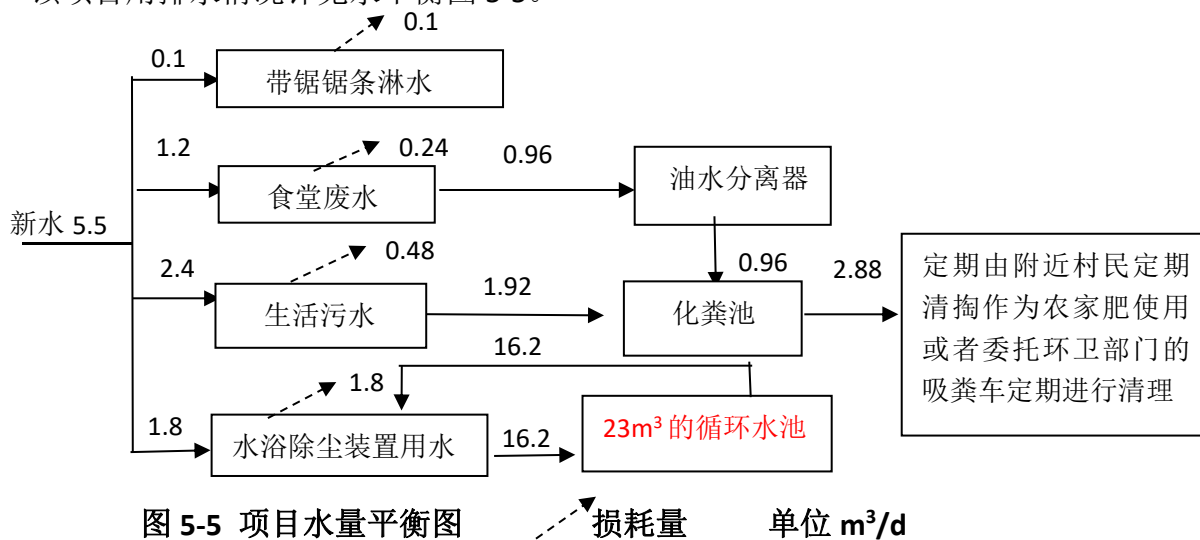 0.1
0.1
带锯锯条淋水
1.2
0.24
0.96
食堂废水
油水分离器
新水 5.5
2.4
0.48
1.92
生活污水
0.96
化粪池
2.88
定期由附近村民定期
清掏作为农家肥使用
或者委托环卫部门的
吸粪车定期进行清理
16.2
1.8
1.8
水浴除尘装置用水
16.2
23m³ 的循环水池
图 5-5 项目水量平衡图 损耗量 单位 m³/d